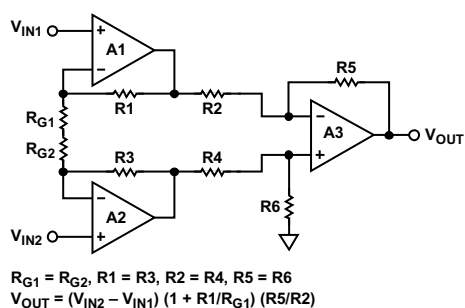 VIN1
+
A1
–
R1
R2
R5
RG1
RG2
–
A3
+
VOUT
R3
R4
–
A2
+
VIN2
R6
RG1 = RG2, R1 = R3, R2 = R4, R5 = R6
VOUT = (VIN2 – VIN1) (1 + R1/RG1) (R5/R2)